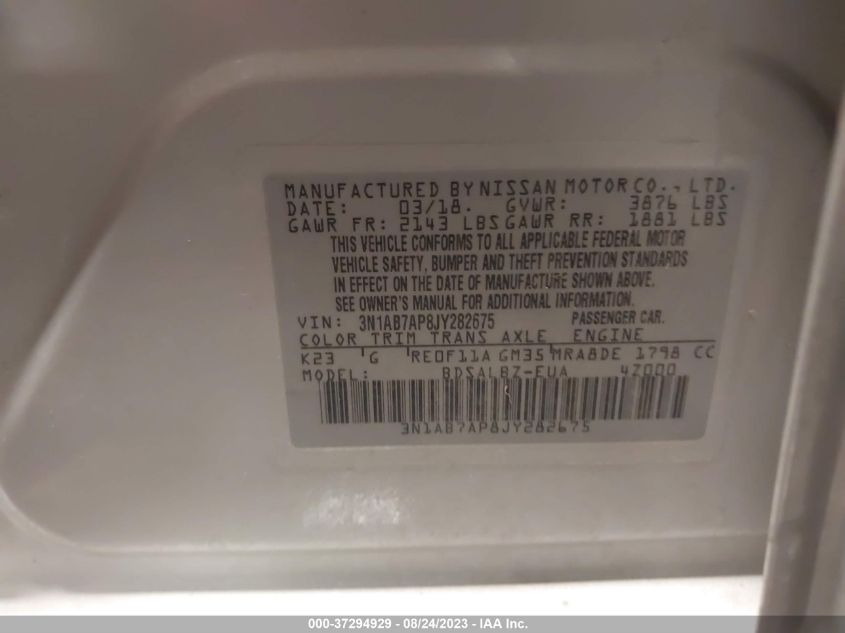 MANUFACTURED BY NISSAN MOTOR CO., LTD.
DATE: 03/18. GVWR: 3876 LBS
GAWR FR: 2143 LBS GAWR RR: 1881 LBS
THIS VEHICLE CONFORMS TO ALL APPLICABLE FEDERAL MOTOR
VEHICLE SAFETY, BUMPER AND THEFT PREVENTION STANDARDS
IN EFFECT ON THE DATE OF MANUFACTURE SHOWN ABOVE.
SEE OWNER'S MANUAL FOR ADDITIONAL INFORMATION.
VIN: 3N1AB7AP8JY282675 PASSENGER CAR.
COLOR TRIM TRANS AXLE ENGINE
K23 G RE0F11A GM35 MRA8DE 1798 CC
MODEL: BDSALBZ-EUA 4Z000
3N1AB7AP8JY282675
000-37294929 - 08/24/2023 - IAA Inc.